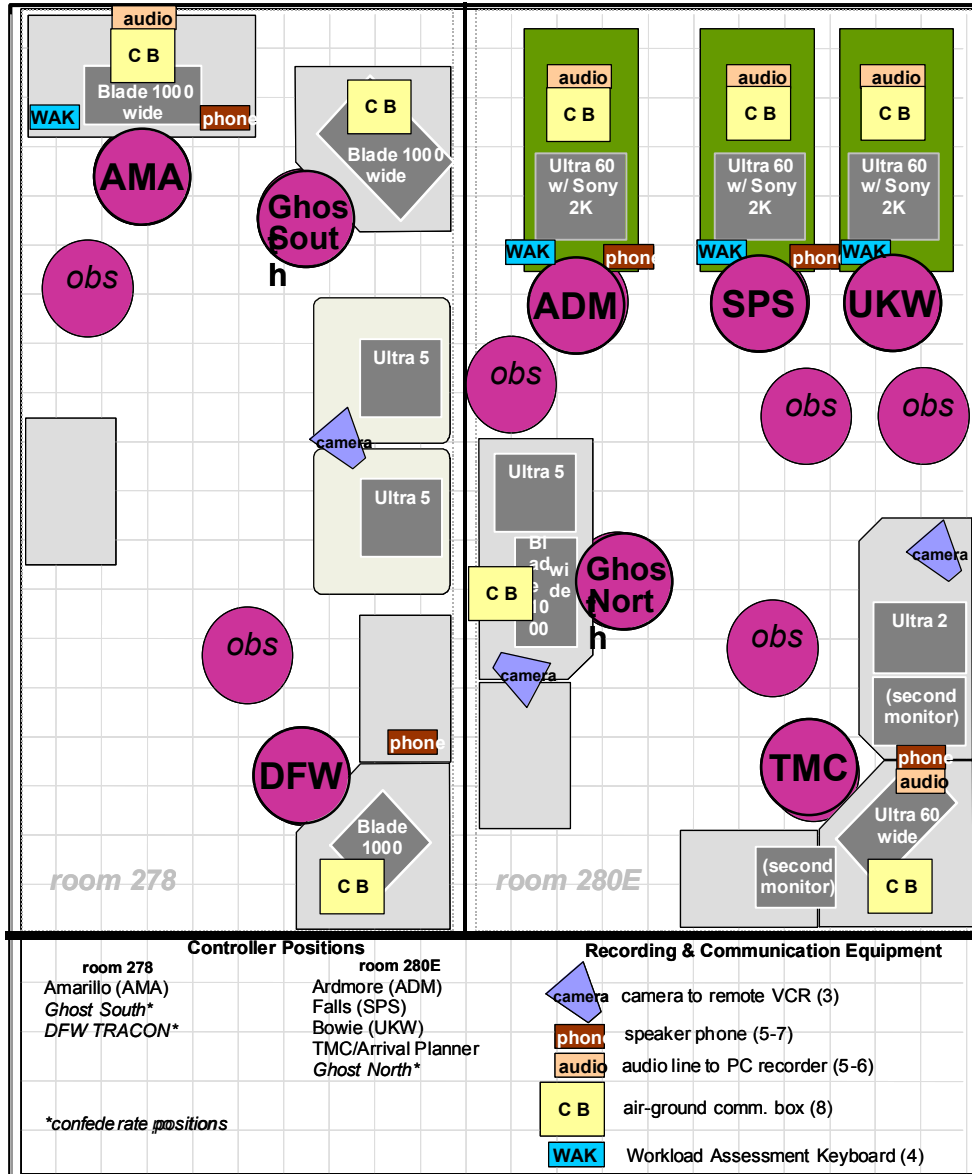 audio
C B
Blade 1000
wide
WAK
phone
AMA
C B
Blade 1000
wide
Ghos
t
Sout
h
obs
Ultra 5
camera
Ultra 5
obs
phone
DFW
Blade
1000
C B
room 278
audio
C B
Ultra 60
w/ Sony
2K
WAK
phone
ADM
audio
C B
Ultra 60
w/ Sony
2K
WAK
phone
SPS
audio
C B
Ultra 60
w/ Sony
2K
WAK
UKW
obs
obs
obs
Ultra 5
Bl
ad
e
10
00
wi
de
C B
Ghos
t
Nort
h
camera
camera
Ultra 2
(second
monitor)
obs
phone
audio
TMC
Ultra 60
wide
(second
monitor)
C B
room 280E
Controller Positions
room 278
Amarillo (AMA)
Ghost South*
DFW TRACON*
*confede rate positions
room 280E
Ardmore (ADM)
Falls (SPS)
Bowie (UKW)
TMC/Arrival Planner
Ghost North*
Recording & Communication Equipment
camera camera to remote VCR (3)
phone speaker phone (5-7)
audio audio line to PC recorder (5-6)
C B air-ground comm. box (8)
WAK Workload Assessment Keyboard (4)